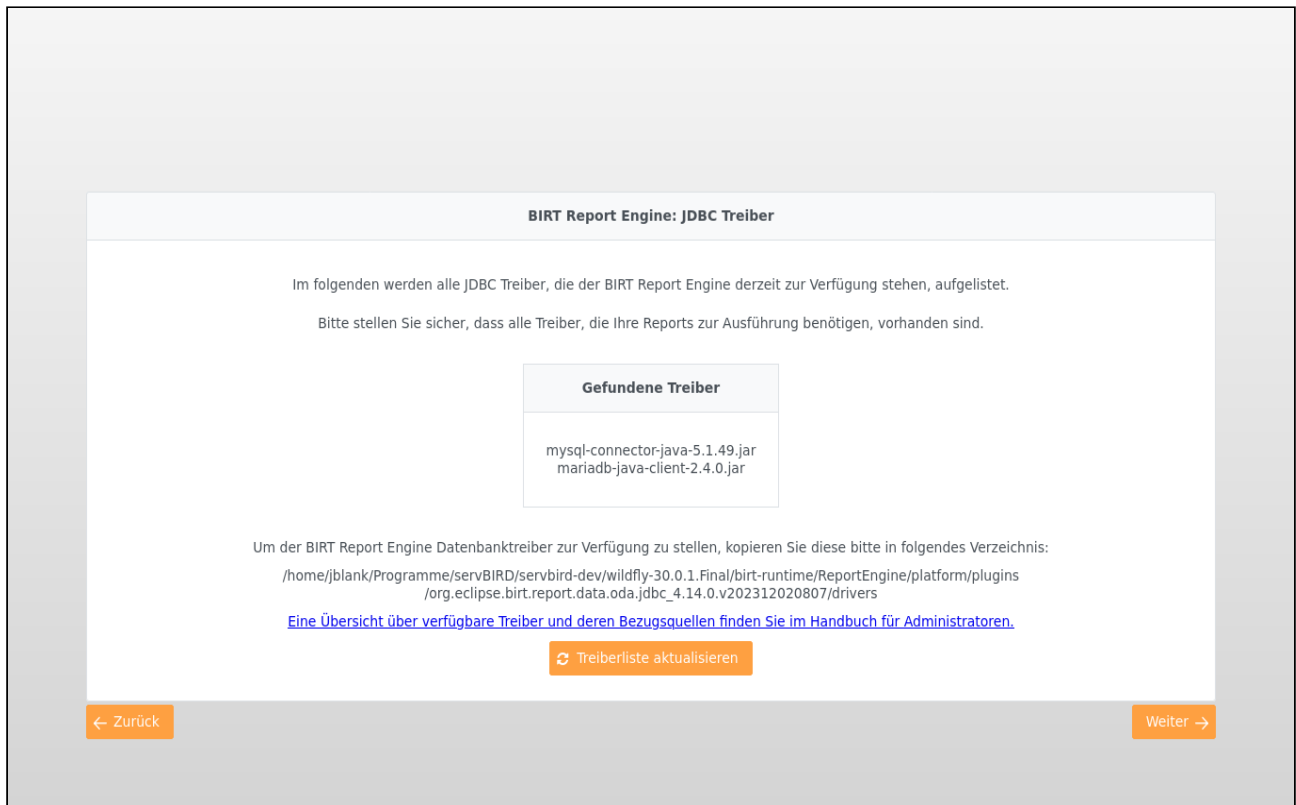 BIRT Report Engine: JDBC Treiber
Im folgenden werden alle JDBC Treiber, die der BIRT Report Engine derzeit zur Verfügung stehen, aufgelistet.
Bitte stellen Sie sicher, dass alle Treiber, die Ihre Reports zur Ausführung benötigen, vorhanden sind.
Gefundene Treiber
mysql-connector-java-5.1.49.jar
mariadb-java-client-2.4.0.jar
Um der BIRT Report Engine Datenbanktreiber zur Verfügung zu stellen, kopieren Sie diese bitte in folgendes Verzeichnis:
/home/jblank/Programme/servBIRD/servbird-dev/wildfly-30.0.1.Final/birt-runtime/ReportEngine/platform/plugins
/org.eclipse.birt.report.data.oda.jdbc_4.14.0.v202312020807/drivers
Eine Übersicht über verfügbare Treiber und deren Bezugsquellen finden Sie im Handbuch für Administratoren.
Treiberliste aktualisieren
Zurück
Weiter